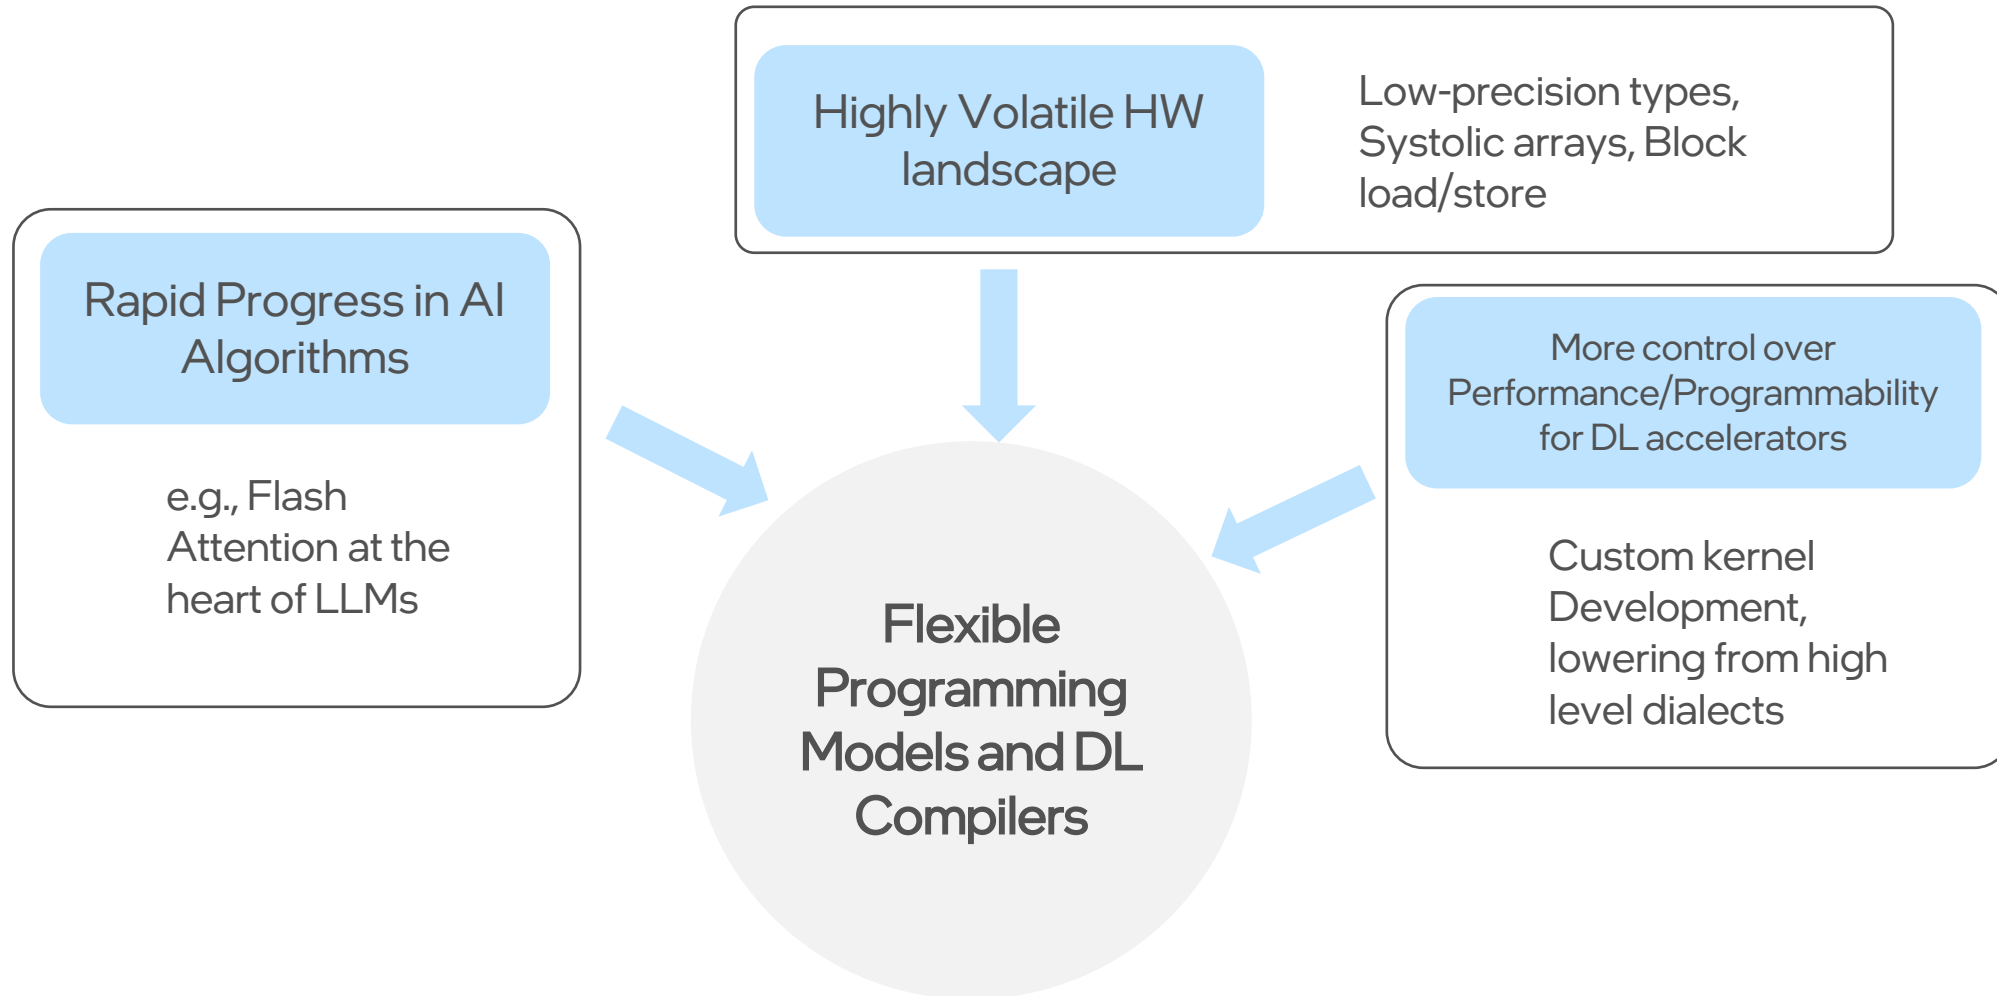 Highly Volatile HW
landscape
Low-precision types,
Systolic arrays, Block
load/store
Rapid Progress in AI
Algorithms
e.g., Flash
Attention at the
heart of LLMs
More control over
Performance/Programmability
for DL accelerators
Custom kernel
Development,
lowering from high
level dialects
Flexible
Programming
Models and DL
Compilers